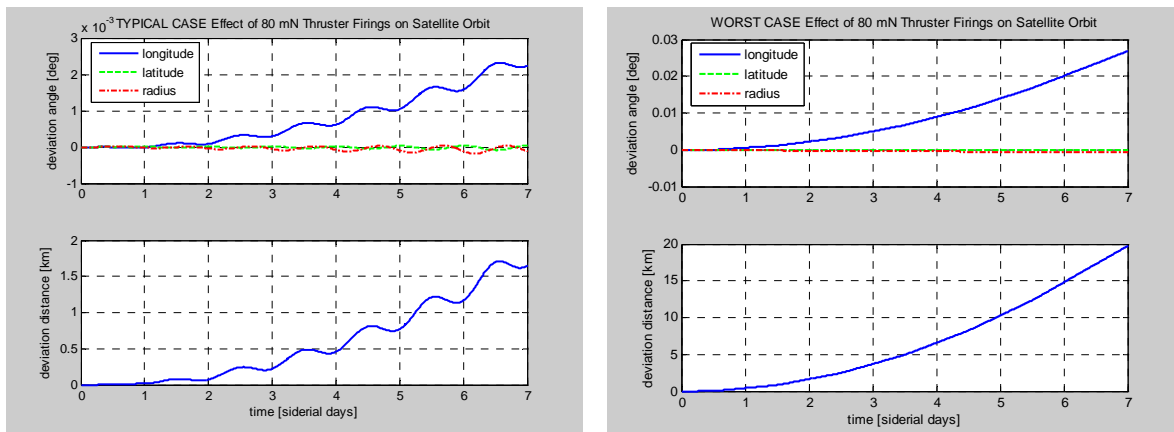 TYPICAL CASE Effect of 80 mN Thruster Firings on Satellite Orbit
x 10^-3
3
2
1
0
-1
deviation angle [deg]
longitude
latitude
radius
0 1 2 3 4 5 6 7
2
1.5
1
0.5
0
deviation distance [km]
0 1 2 3 4 5 6 7
time [siderial days]
WORST CASE Effect of 80 mN Thruster Firings on Satellite Orbit
0.03
0.02
0.01
0
-0.01
deviation angle [deg]
longitude
latitude
radius
0 1 2 3 4 5 6 7
20
15
10
5
0
deviation distance [km]
0 1 2 3 4 5 6 7
time [siderial days]